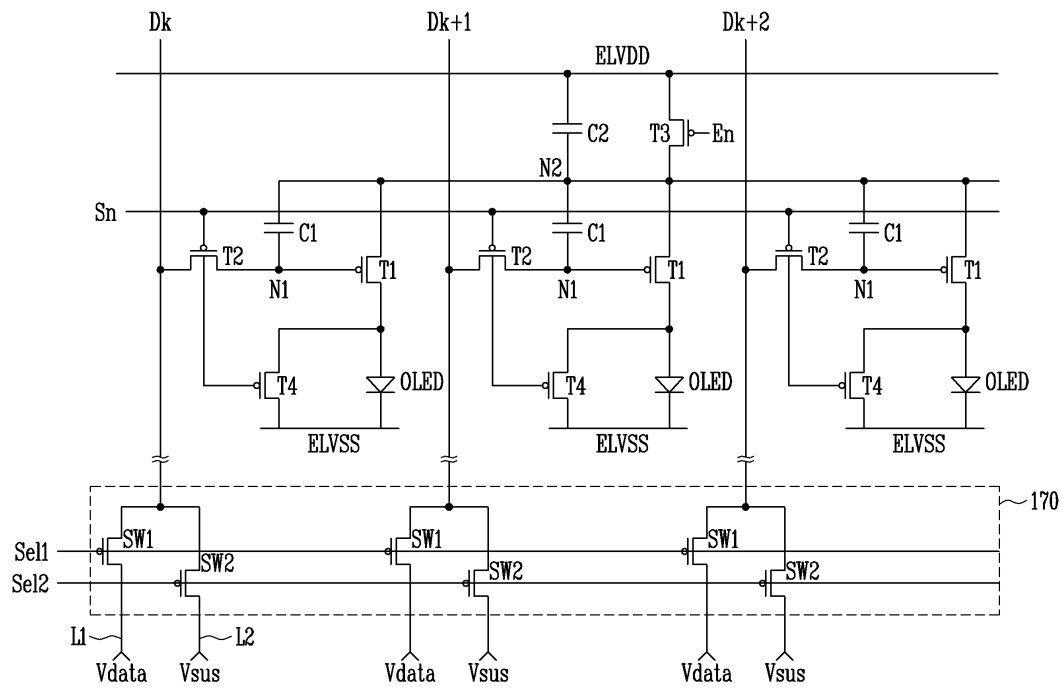 Dk Dk+1 Dk+2
ELVDD
C2 T3 En
N2
Sn
C1 C1 C1
T2 T1 T2 T1 T2 T1
N1 N1 N1
T4 OLED T4 OLED T4 OLED
ELVSS ELVSS ELVSS
170
Sel1 SW1 SW1 SW1
Sel2 SW2 SW2 SW2
L1 L2
Vdata Vsus Vdata Vsus Vdata Vsus